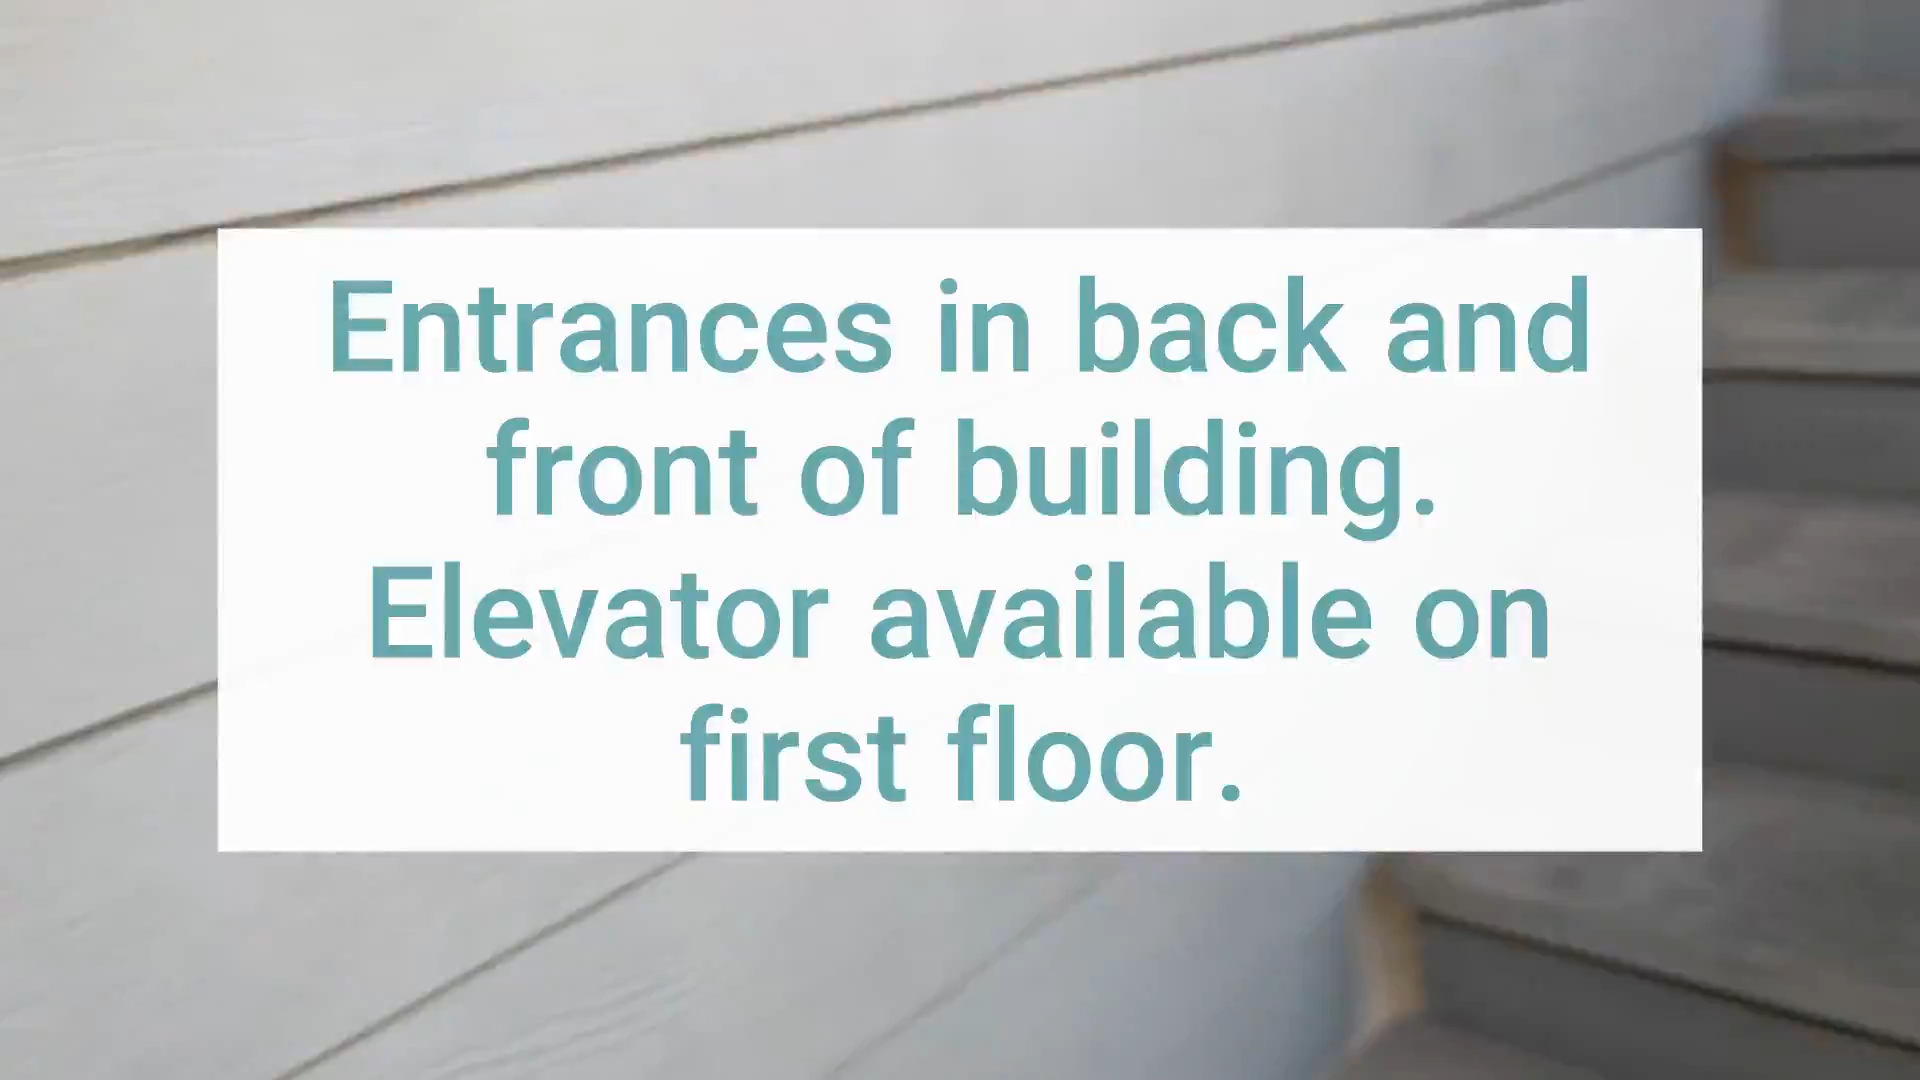 Entrances in back and
front of building.
Elevator available on
first floor.